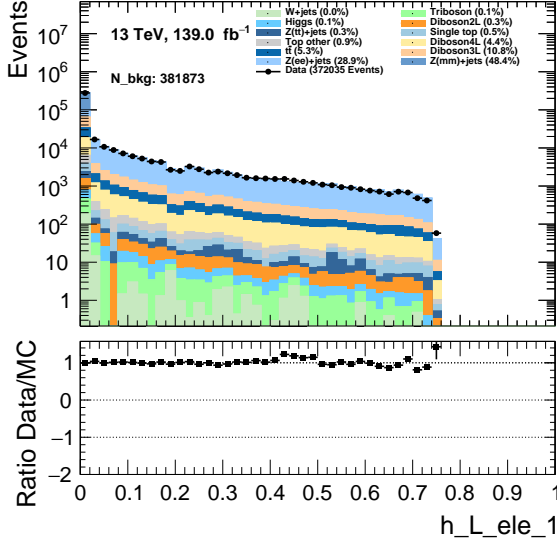 W+jets (0.0%)
Triboson (0.1%)
Higgs (0.1%)
Diboson2L (0.3%)
13 TeV, 139.0 fb⁻¹
Z(tt)+jets (0.3%)
Single top (0.5%)
Top other (0.9%)
Diboson4L (4.4%)
tt̄ (5.3%)
Diboson3L (10.8%)
N_bkg: 381873
Z(ee)+jets (28.9%)
Z(mm)+jets (48.4%)
Data (372035 Events)
Events
10⁷
10⁶
10⁵
10⁴
10³
10²
10
1
Ratio Data/MC
1
0
−1
−2
0 0.1 0.2 0.3 0.4 0.5 0.6 0.7 0.8 0.9 1
h_L_ele_1